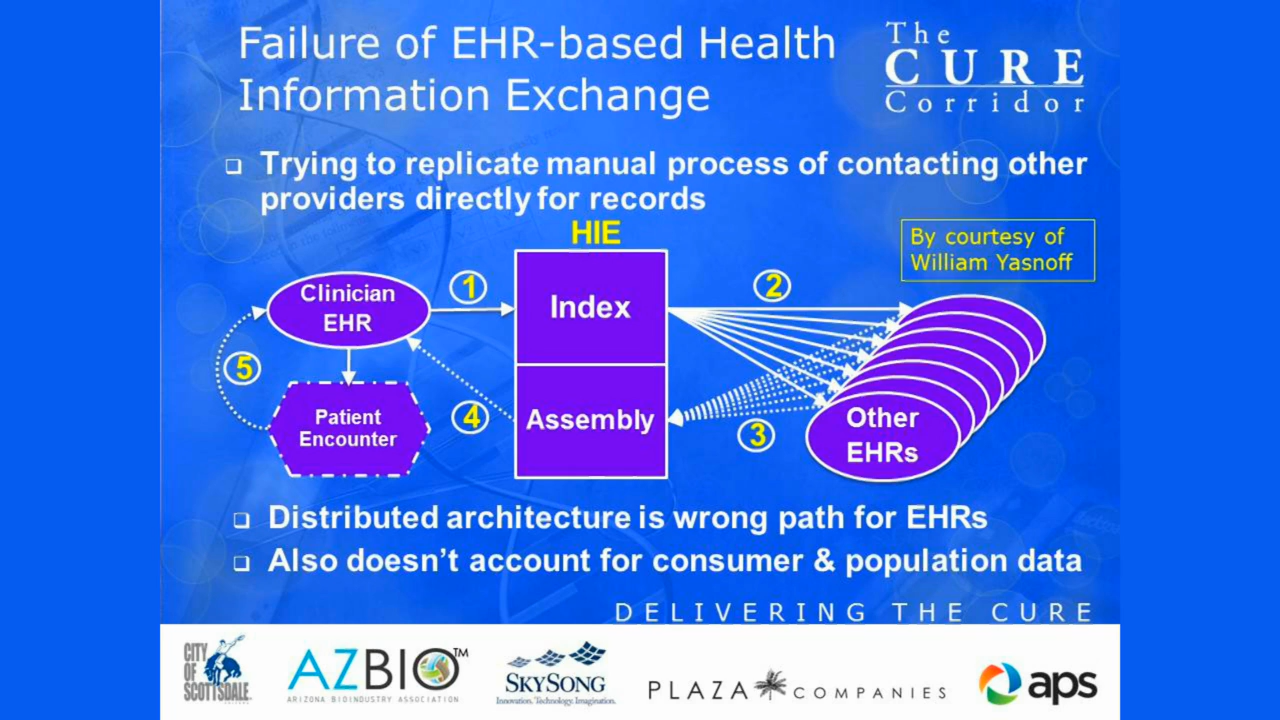 Failure of EHR-based Health
Information Exchange
The
CURE
Corridor
❑ Trying to replicate manual process of contacting other
providers directly for records
HIE
By courtesy of
William Yasnoff
Clinician
EHR
1
Index
2
5
Patient
Encounter
4
Assembly
3
Other
EHRs
❑ Distributed architecture is wrong path for EHRs
❑ Also doesn't account for consumer & population data
DELIVERING THE CURE
CITY
OF
SCOTTSDALE
AZBIO™
ARIZONA BIOINDUSTRY ASSOCIATION
SKYSONG
Innovation. Technology. Imagination.
PLAZA COMPANIES
aps